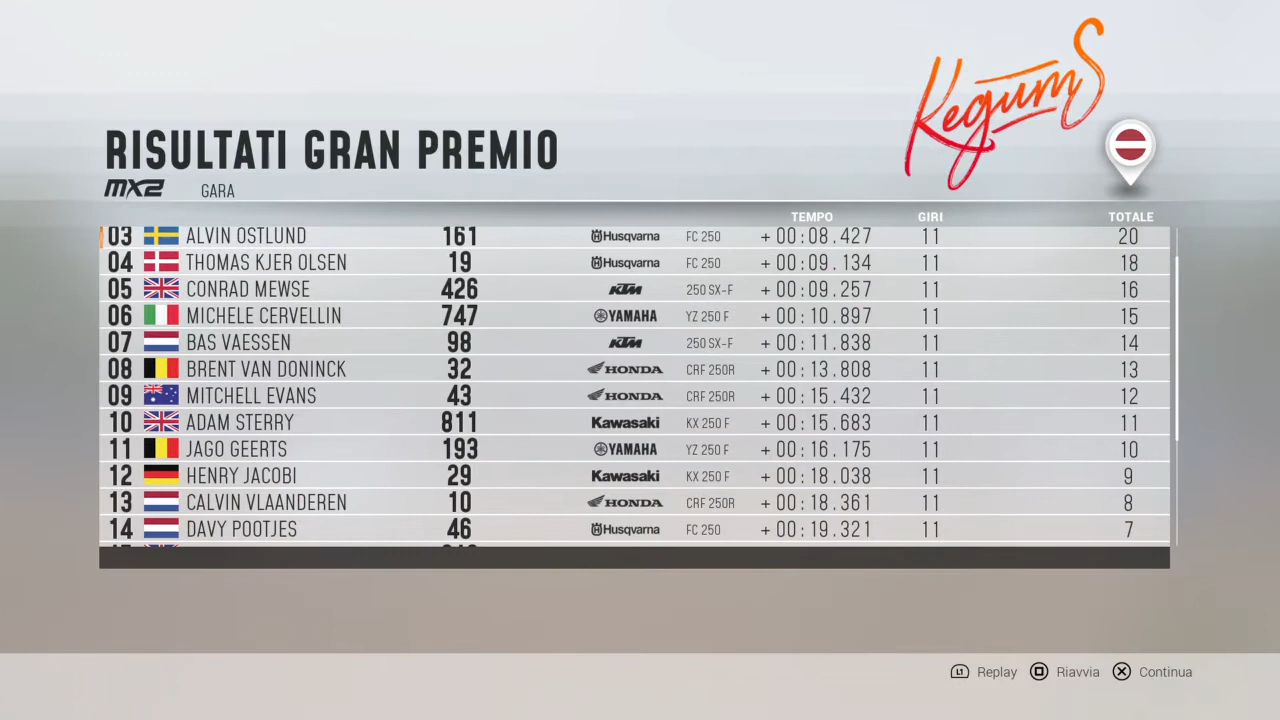 KegumS
RISULTATI GRAN PREMIO
MX2 GARA
TEMPO GIRI TOTALE
03 ALVIN OSTLUND 161 Husqvarna FC 250 + 00:08.427 11 20
04 THOMAS KJER OLSEN 19 Husqvarna FC 250 + 00:09.134 11 18
05 CONRAD MEWSE 426 KTM 250 SX-F + 00:09.257 11 16
06 MICHELE CERVELLIN 747 YAMAHA YZ 250 F + 00:10.897 11 15
07 BAS VAESSEN 98 KTM 250 SX-F + 00:11.838 11 14
08 BRENT VAN DONINCK 32 HONDA CRF 250R + 00:13.808 11 13
09 MITCHELL EVANS 43 HONDA CRF 250R + 00:15.432 11 12
10 ADAM STERRY 811 Kawasaki KX 250 F + 00:15.683 11 11
11 JAGO GEERTS 193 YAMAHA YZ 250 F + 00:16.175 11 10
12 HENRY JACOBI 29 Kawasaki KX 250 F + 00:18.038 11 9
13 CALVIN VLAANDEREN 10 HONDA CRF 250R + 00:18.361 11 8
14 DAVY POOTJES 46 Husqvarna FC 250 + 00:19.321 11 7
L1 Replay Riavvia Continua